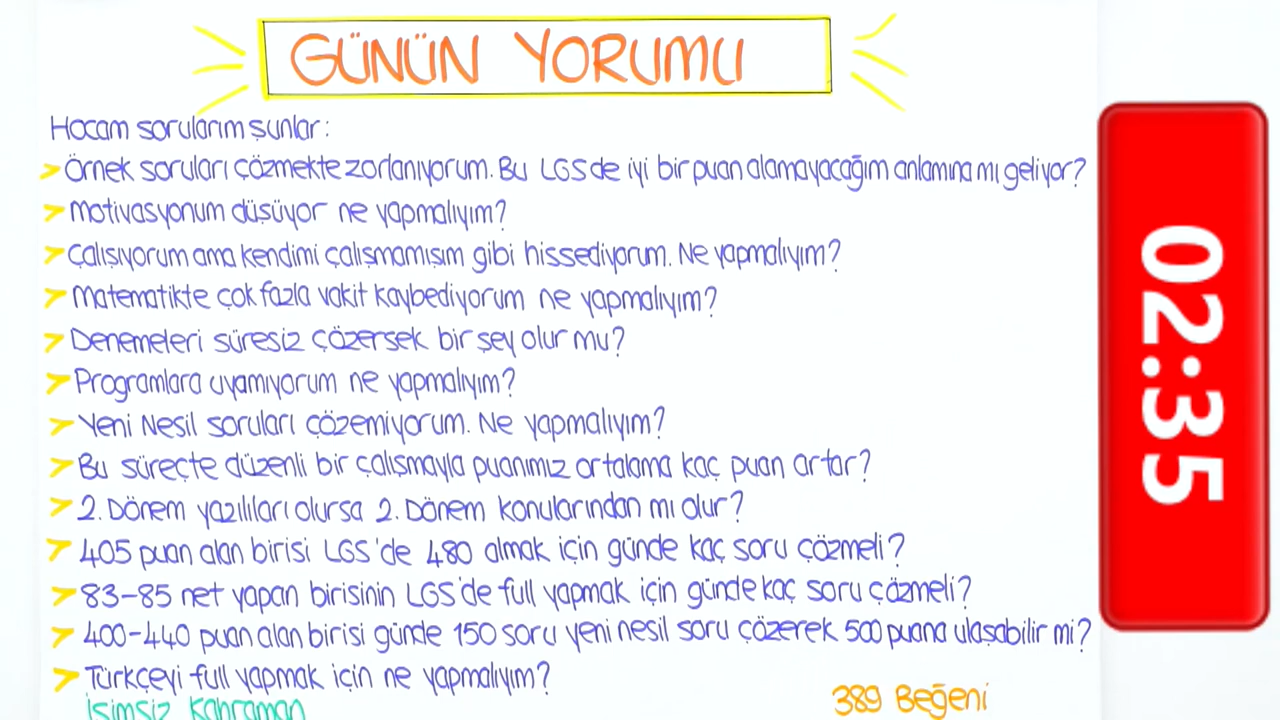 GÜNÜN YORUMU
Hocam sorularım şunlar:
➤ Örnek soruları çözmekte zorlanıyorum. Bu LGS de iyi bir puan alamayacağım anlamına mı geliyor?
➤ Motivasyonum düşüyor ne yapmalıyım?
➤ Çalışıyorum ama kendimi çalışmamışım gibi hissediyorum. Ne yapmalıyım?
➤ Matematikte çok fazla vakit kaybediyorum ne yapmalıyım?
➤ Denemeleri süresiz çözersek bir şey olur mu?
➤ Programlara uyamıyorum ne yapmalıyım?
➤ Yeni Nesil soruları çözemiyorum. Ne yapmalıyım?
➤ Bu süreçte düzenli bir çalışmayla puanımız ortalama kaç puan artar?
➤ 2. Dönem yazılıları olursa 2. Dönem konularından mı olur?
➤ 405 puan alan birisi LGS'de 480 almak için günde kaç soru çözmeli?
➤ 83-85 net yapan birisinin LGS'de full yapmak için günde kaç soru çözmeli?
➤ 400-440 puan alan birisi günde 150 soru yeni nesil soru çözerek 500 puana ulaşabilir mi?
➤ Türkçeyi full yapmak için ne yapmalıyım?
İsimsiz Kahraman
389 Beğeni
02:35